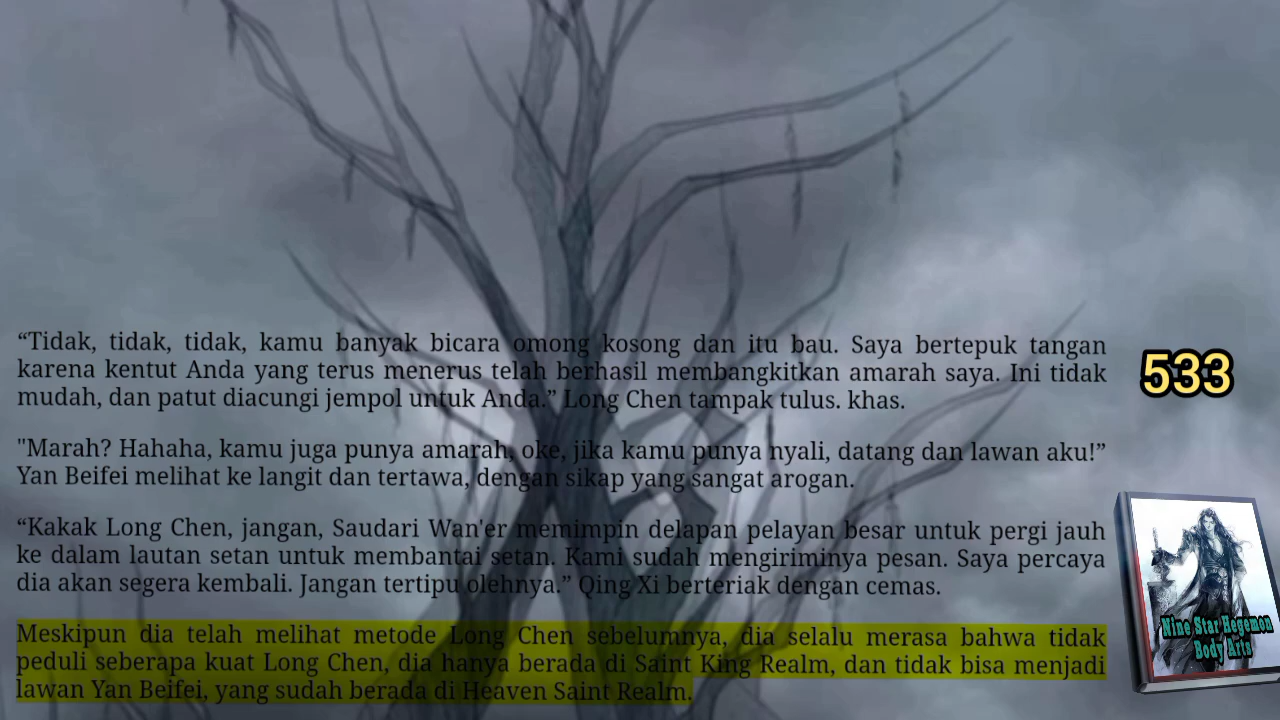 “Tidak, tidak, tidak, kamu banyak bicara omong kosong dan itu bau. Saya bertepuk tangan
karena kentut Anda yang terus menerus telah berhasil membangkitkan amarah saya. Ini tidak
mudah, dan patut diacungi jempol untuk Anda.” Long Chen tampak tulus. khas.
"Marah? Hahaha, kamu juga punya amarah, oke, jika kamu punya nyali, datang dan lawan aku!”
Yan Beifei melihat ke langit dan tertawa, dengan sikap yang sangat arogan.
“Kakak Long Chen, jangan, Saudari Wan'er memimpin delapan pelayan besar untuk pergi jauh
ke dalam lautan setan untuk membantai setan. Kami sudah mengiriminya pesan. Saya percaya
dia akan segera kembali. Jangan tertipu olehnya.” Qing Xi berteriak dengan cemas.
Meskipun dia telah melihat metode Long Chen sebelumnya, dia selalu merasa bahwa tidak
peduli seberapa kuat Long Chen, dia hanya berada di Saint King Realm, dan tidak bisa menjadi
lawan Yan Beifei, yang sudah berada di Heaven Saint Realm.
533
Nine Star Hegemon
Body Arts